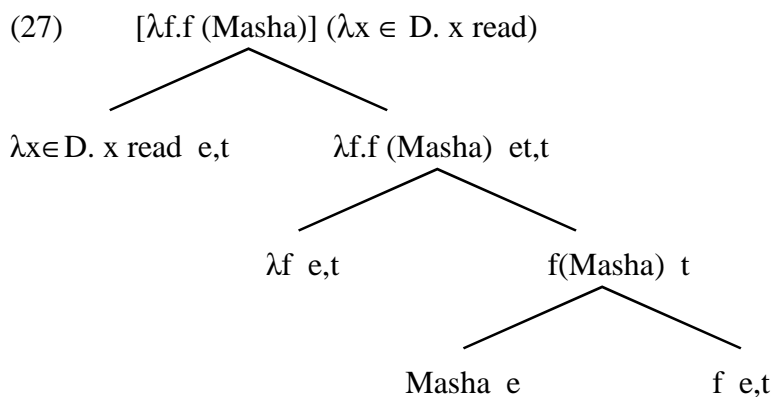 (27) [λf.f (Masha)] (λx ∈ D. x read)
λx∈D. x read e,t λf.f (Masha) et,t
λf e,t f(Masha) t
Masha e f e,t